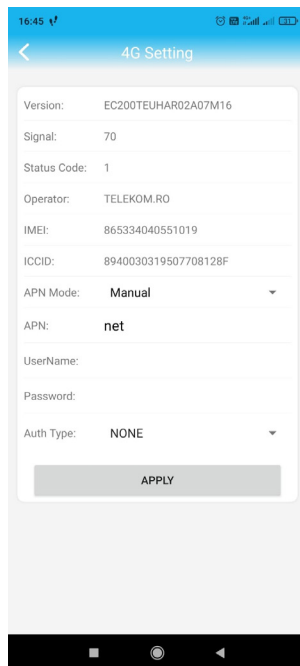 16:45
4G Setting
Version: EC200TEUHAR02A07M16
Signal: 70
Status Code: 1
Operator: TELEKOM.RO
IMEI: 865334040551019
ICCID: 8940030319507708128F
APN Mode: Manual
APN: net
UserName:
Password:
Auth Type: NONE
APPLY